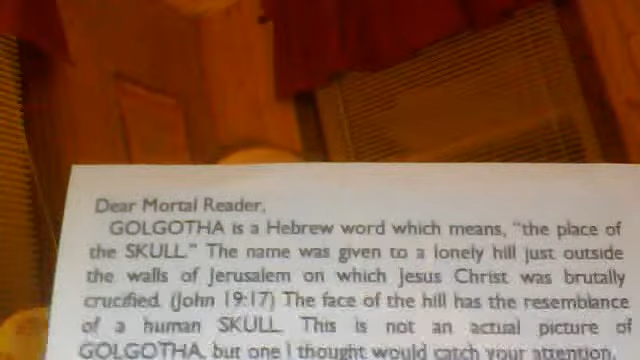 Dear Mortal Reader,
GOLGOTHA is a Hebrew word which means, "the place of
the SKULL." The name was given to a lonely hill just outside
the walls of Jerusalem on which Jesus Christ was brutally
crucified. (John 19:17) The face of the hill has the resemblance
of a human SKULL. This is not an actual picture of
GOLGOTHA, but one I thought would catch your attention.